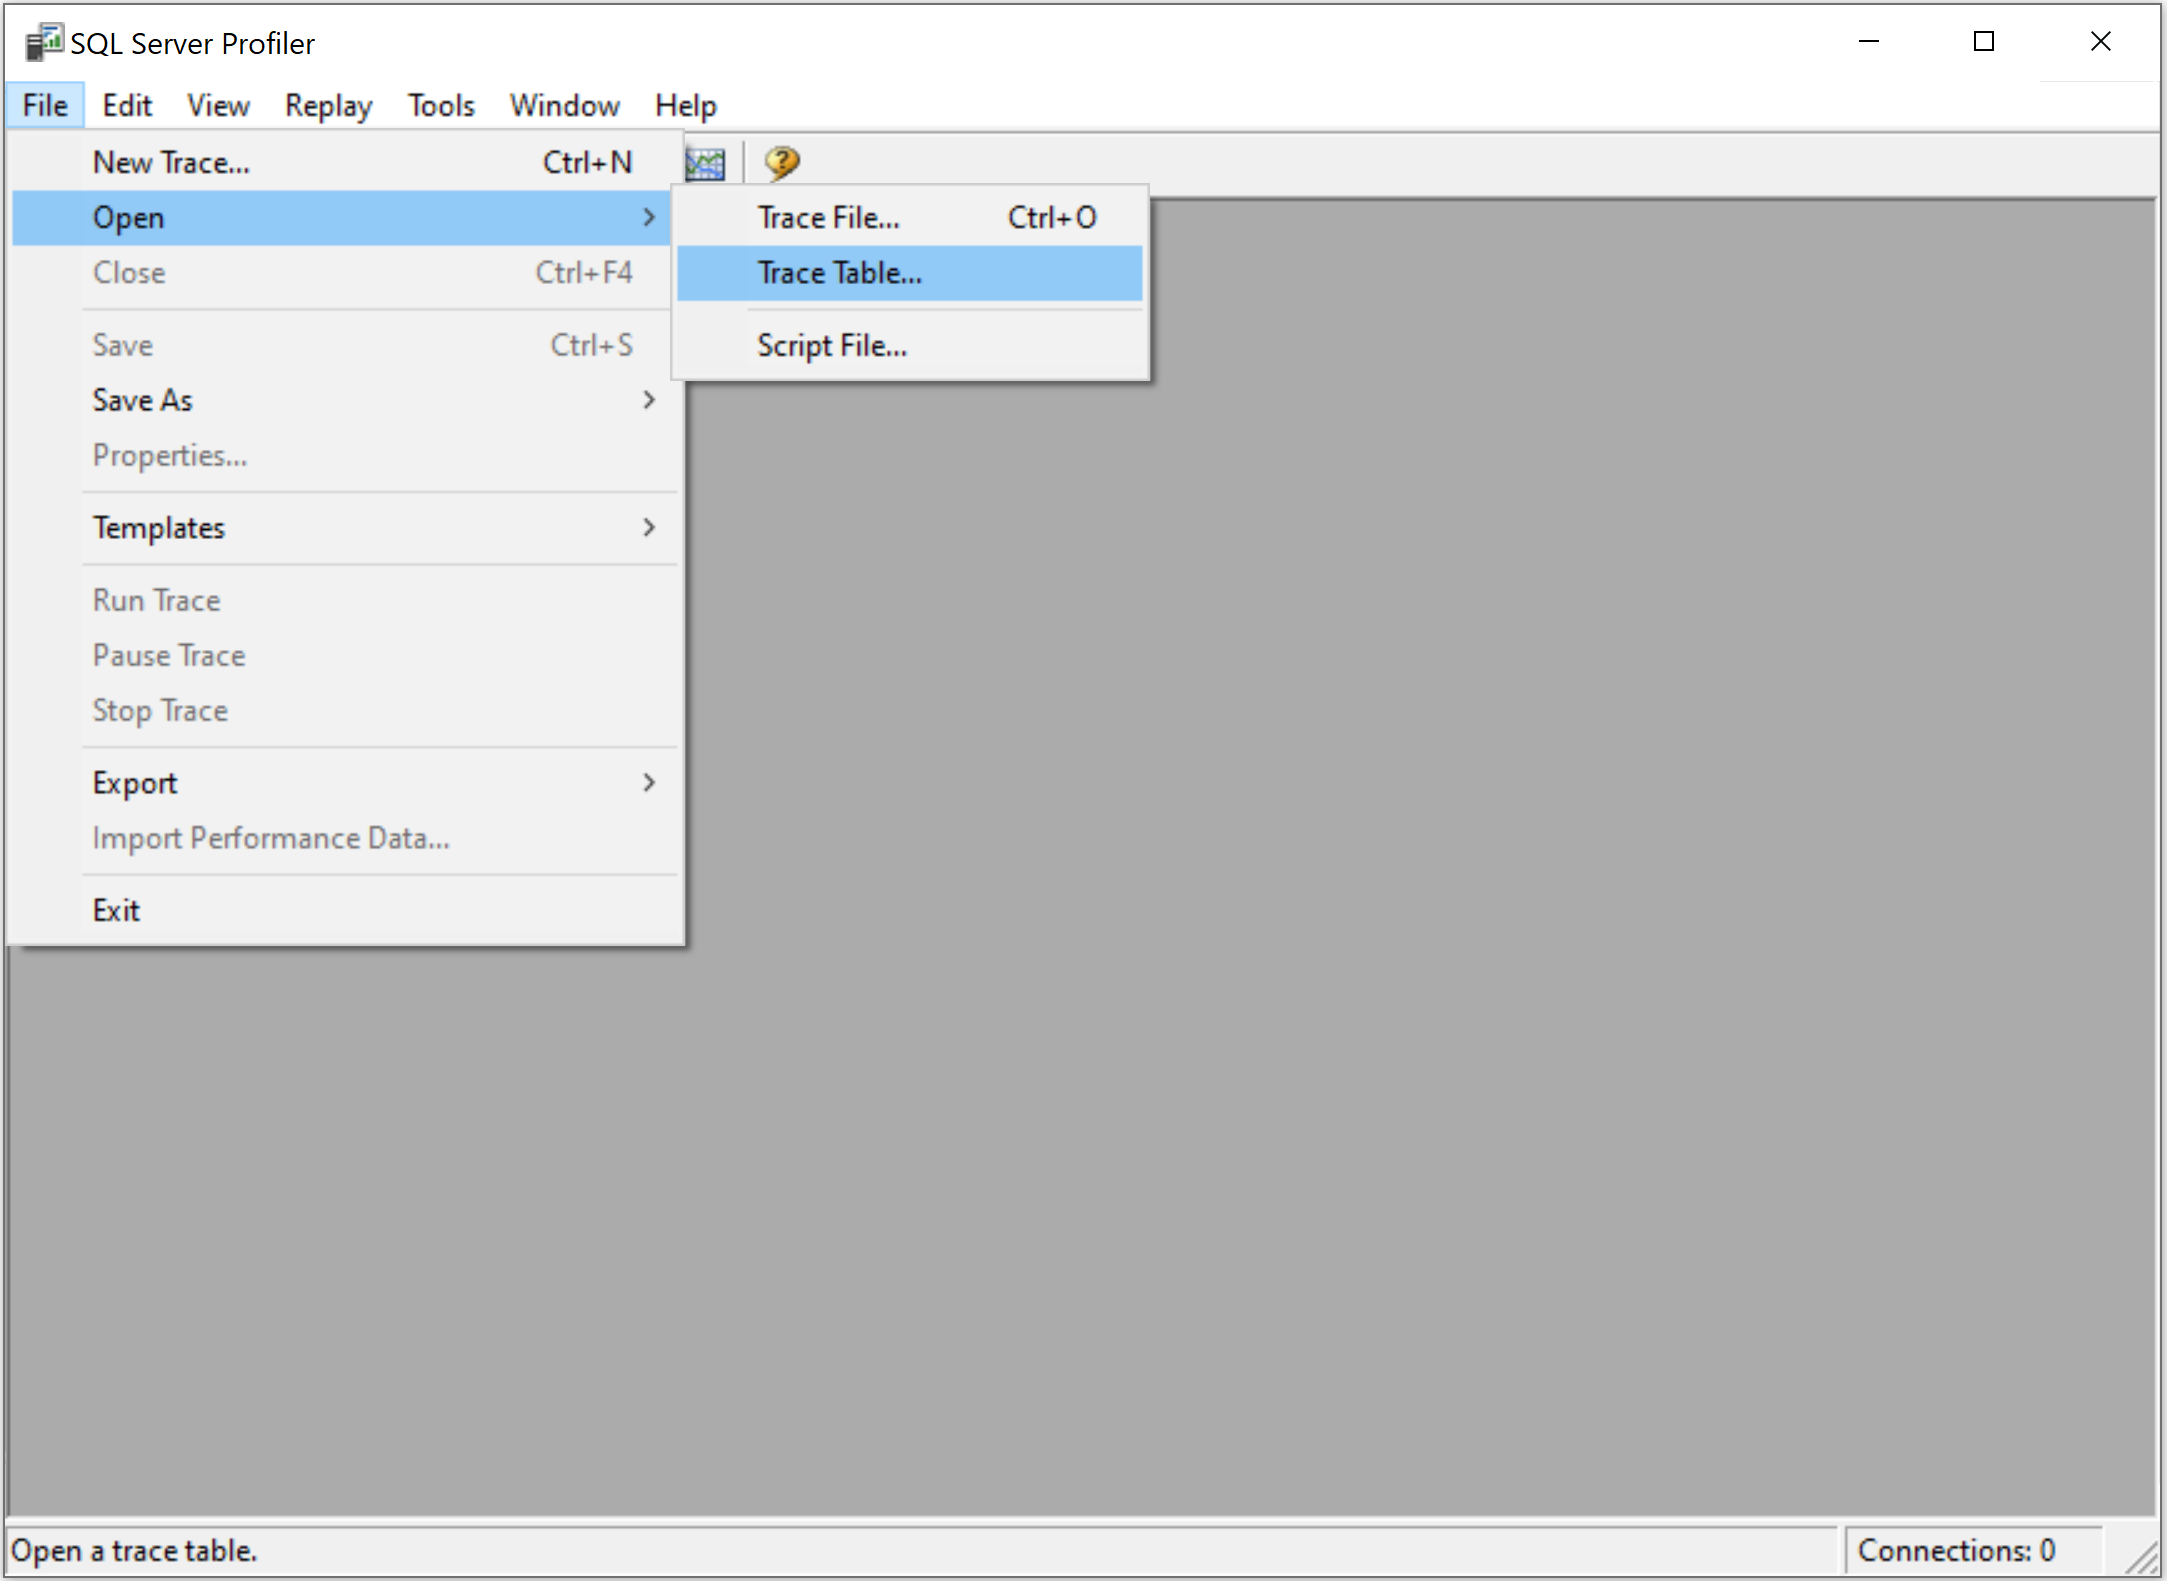 SQL Server Profiler
File Edit View Replay Tools Window Help
New Trace... Ctrl+N
Open
Close Ctrl+F4
Save Ctrl+S
Save As
Properties...
Templates
Run Trace
Pause Trace
Stop Trace
Export
Import Performance Data...
Exit
Trace File... Ctrl+O
Trace Table...
Script File...
Open a trace table.
Connections: 0